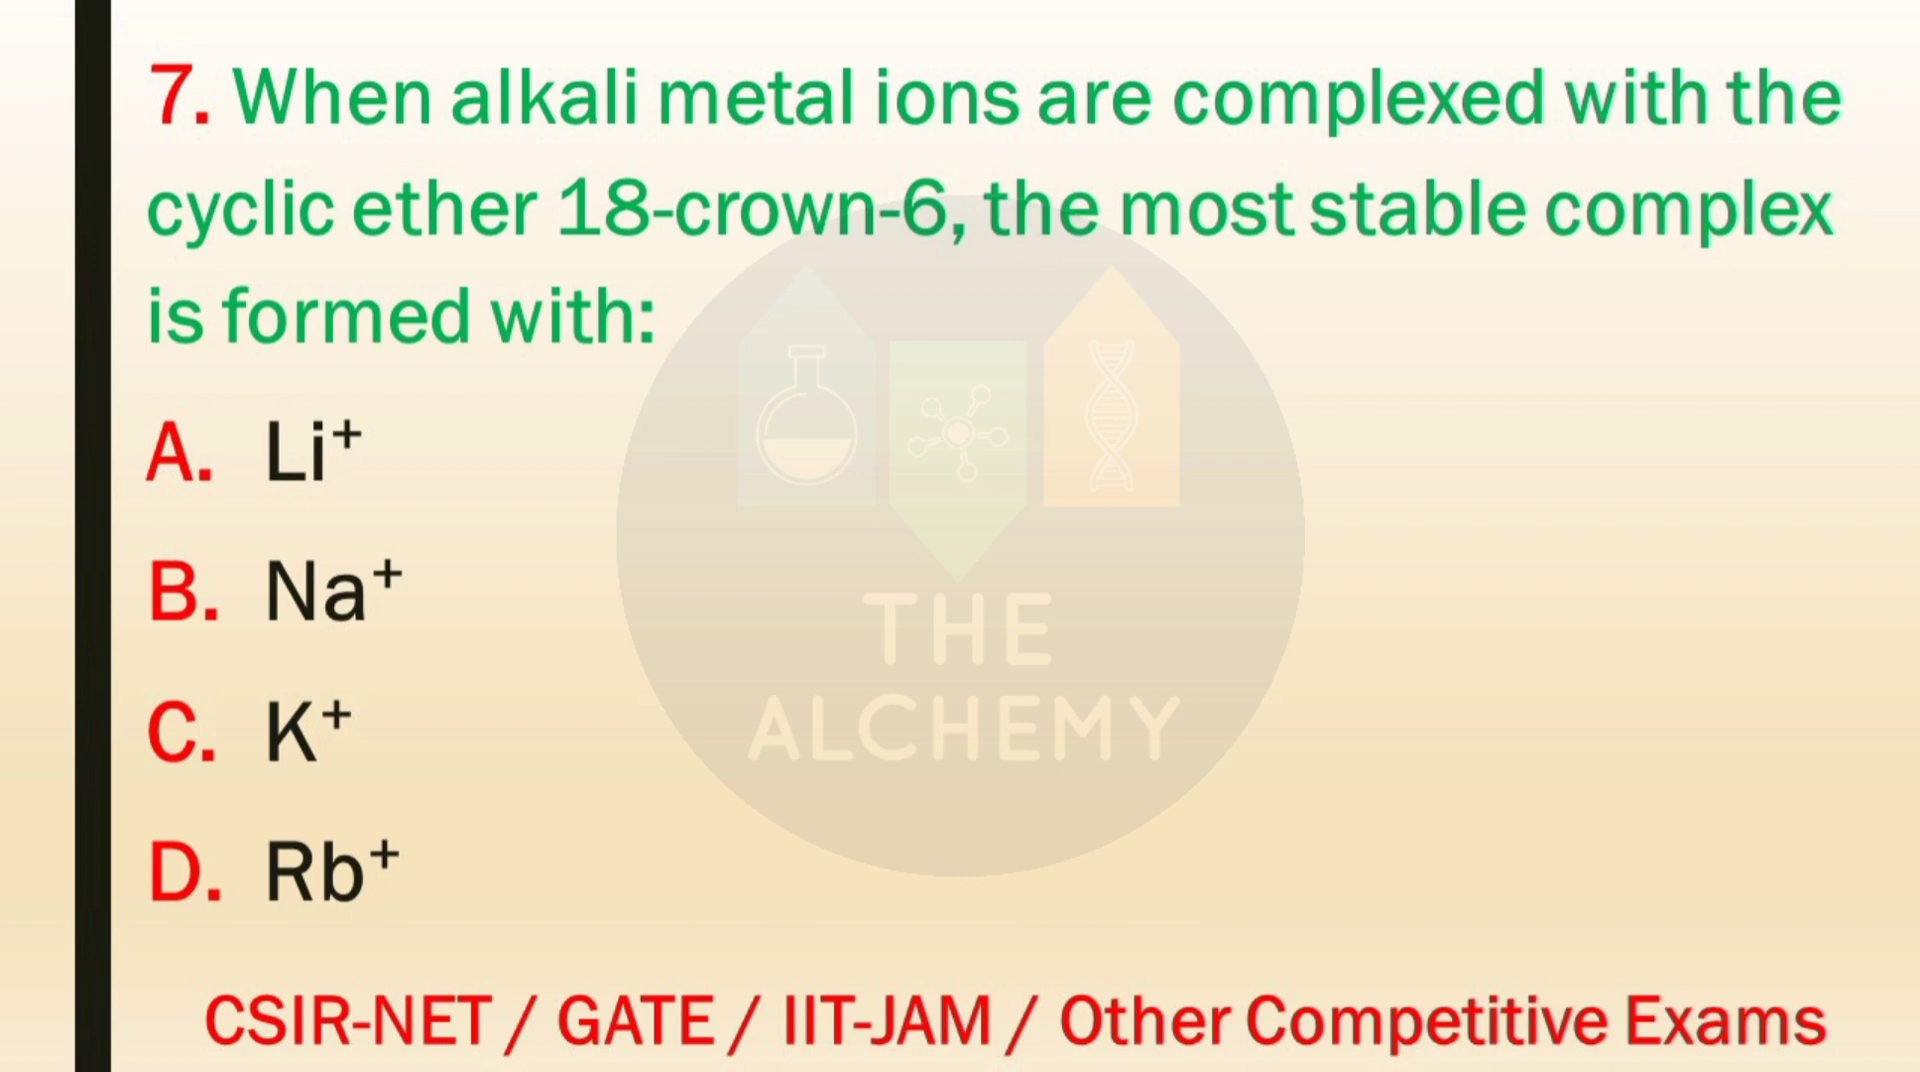 7. When alkali metal ions are complexed with the
cyclic ether 18-crown-6, the most stable complex
is formed with:
A. Li⁺
B. Na⁺
C. K⁺
D. Rb⁺
THE
ALCHEMY
CSIR-NET / GATE / IIT-JAM / Other Competitive Exams